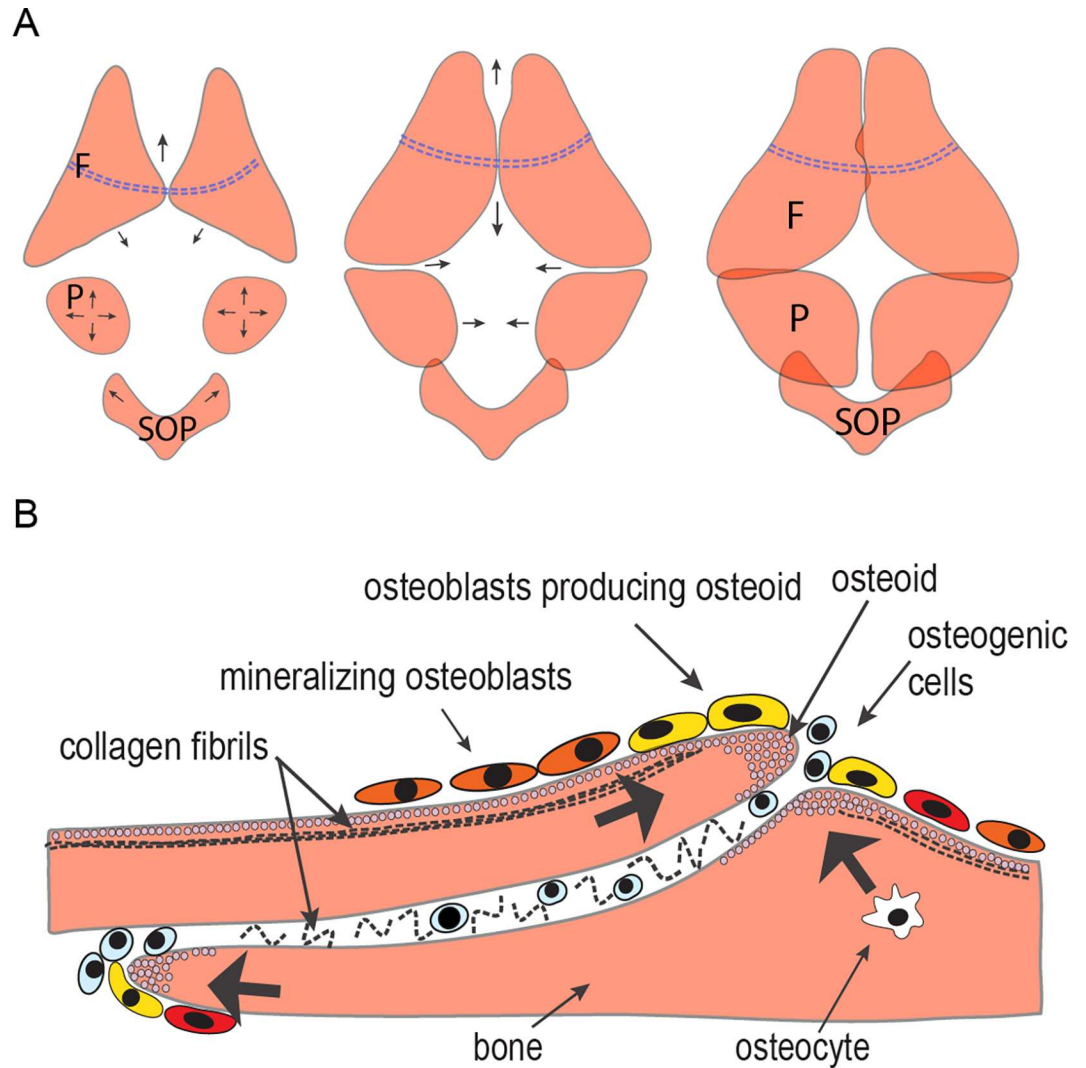 A
F
P
SOP
F
P
SOP
B
osteoblasts producing osteoid
osteoid
osteogenic
cells
mineralizing osteoblasts
collagen fibrils
bone
osteocyte